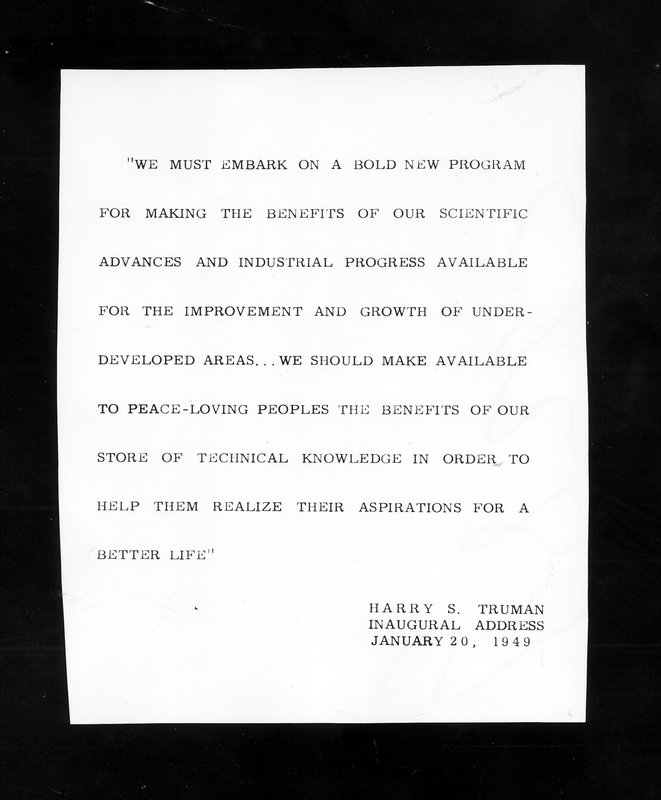 "WE MUST EMBARK ON A BOLD NEW PROGRAM
FOR MAKING THE BENEFITS OF OUR SCIENTIFIC
ADVANCES AND INDUSTRIAL PROGRESS AVAILABLE
FOR THE IMPROVEMENT AND GROWTH OF UNDER-
DEVELOPED AREAS...WE SHOULD MAKE AVAILABLE
TO PEACE-LOVING PEOPLES THE BENEFITS OF OUR
STORE OF TECHNICAL KNOWLEDGE IN ORDER TO
HELP THEM REALIZE THEIR ASPIRATIONS FOR A
BETTER LIFE"
HARRY S. TRUMAN
INAUGURAL ADDRESS
JANUARY 20, 1949